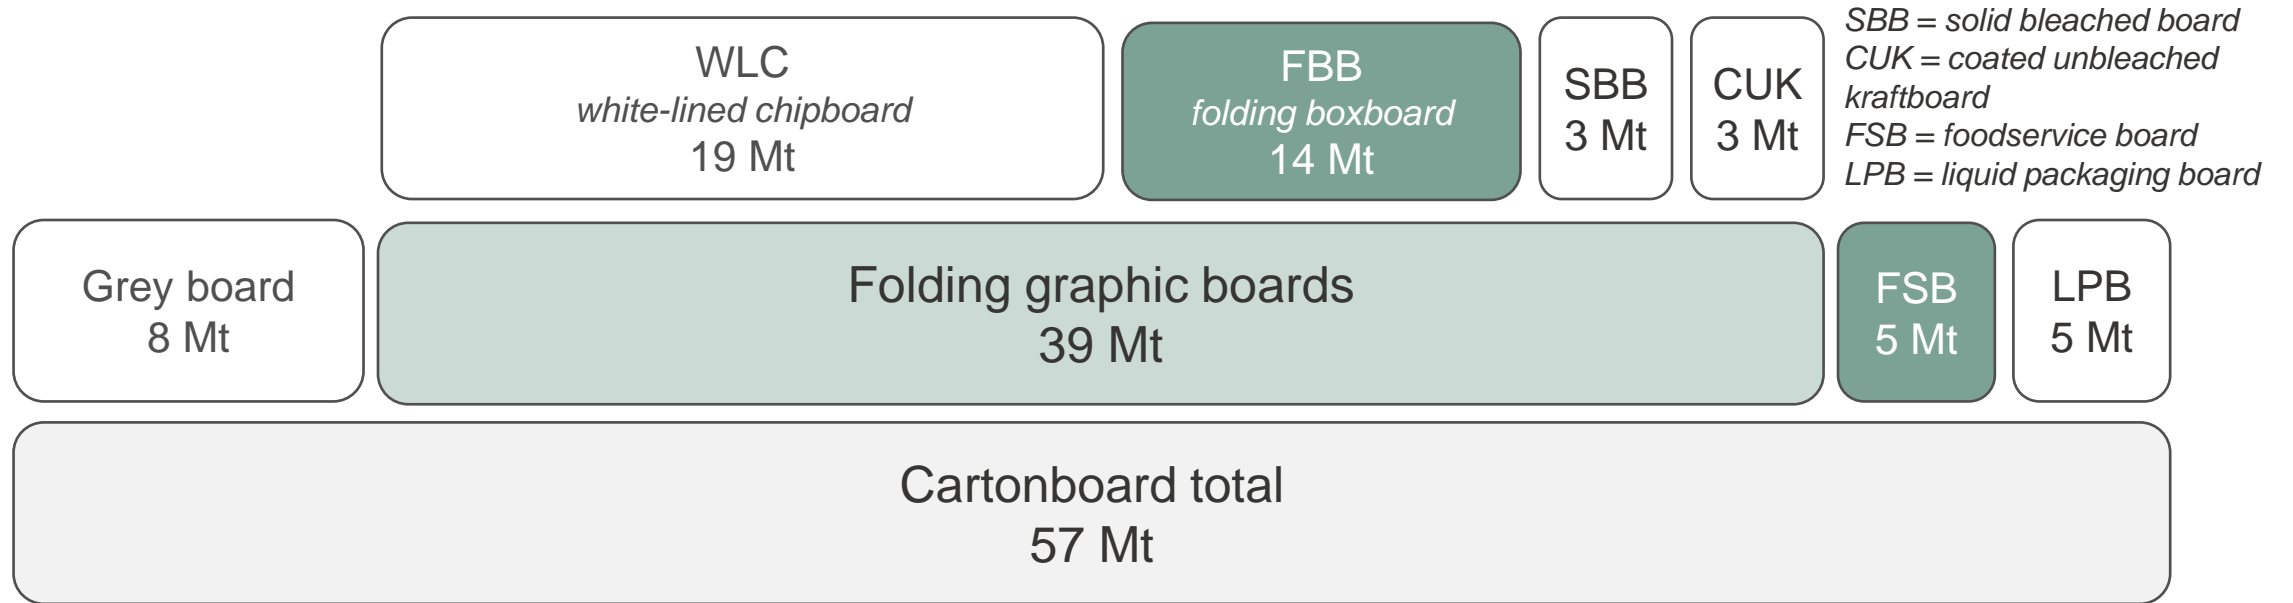 WLC
white-lined chipboard
19 Mt
FBB
folding boxboard
14 Mt
SBB
3 Mt
CUK
3 Mt
SBB = solid bleached board
CUK = coated unbleached
kraftboard
FSB = foodservice board
LPB = liquid packaging board
Grey board
8 Mt
Folding graphic boards
39 Mt
FSB
5 Mt
LPB
5 Mt
Cartonboard total
57 Mt